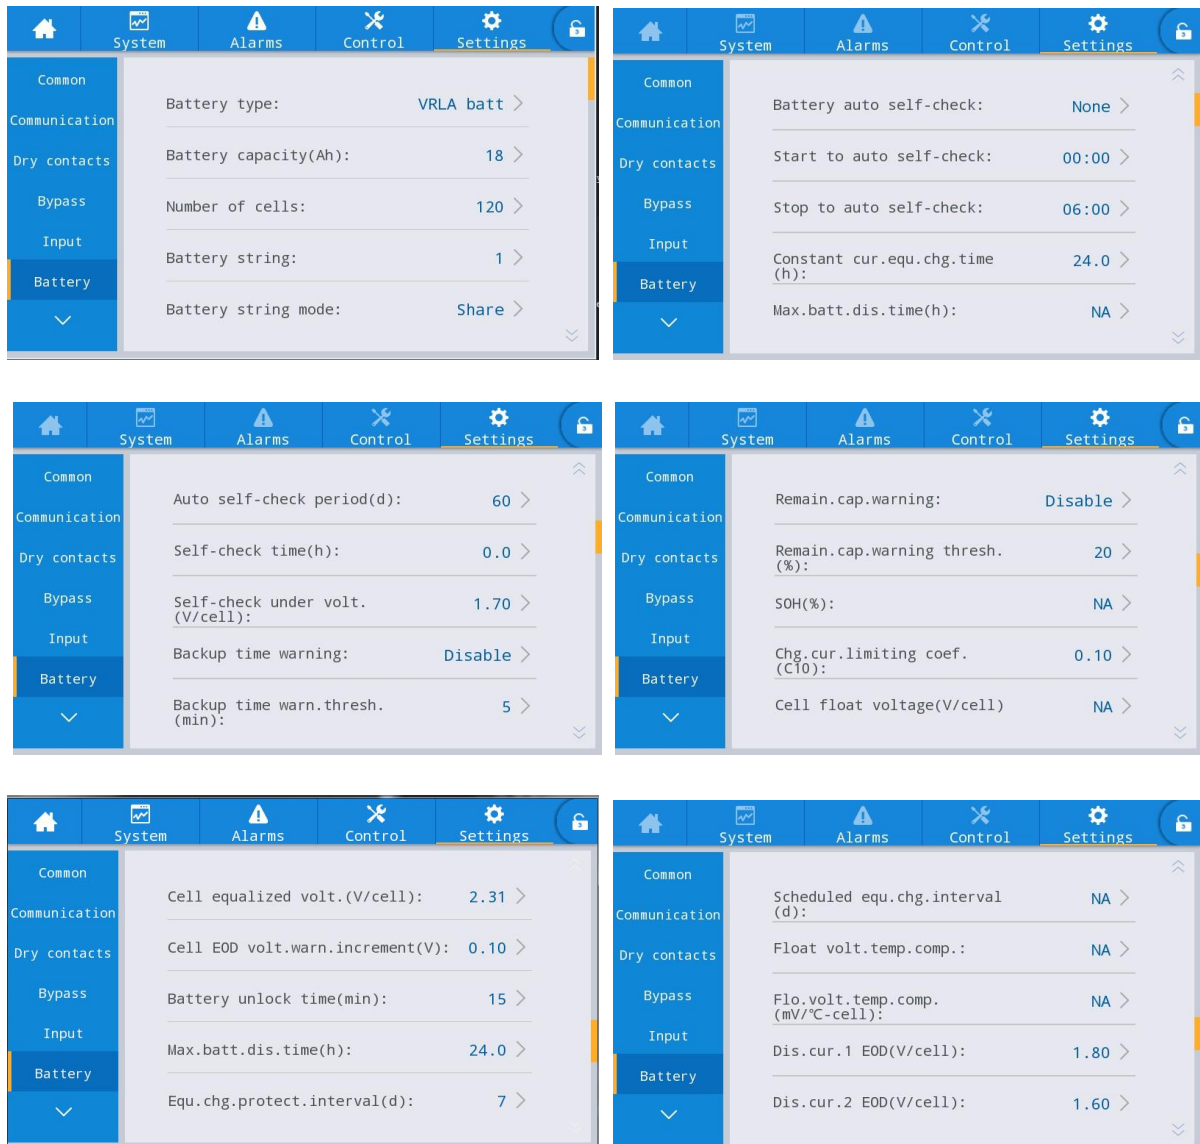 System Alarms Control Settings
Common
Communication
Dry contacts
Bypass
Input
Battery
Battery type: VRLA batt
Battery capacity(Ah): 18
Number of cells: 120
Battery string: 1
Battery string mode: Share
System Alarms Control Settings
Common
Communication
Dry contacts
Bypass
Input
Battery
Battery auto self-check: None
Start to auto self-check: 00:00
Stop to auto self-check: 06:00
Constant cur.equ.chg.time
(h): 24.0
Max.batt.dis.time(h): NA
System Alarms Control Settings
Common
Communication
Dry contacts
Bypass
Input
Battery
Auto self-check period(d): 60
Self-check time(h): 0.0
Self-check under volt.
(V/cell): 1.70
Backup time warning: Disable
Backup time warn.thresh.
(min): 5
System Alarms Control Settings
Common
Communication
Dry contacts
Bypass
Input
Battery
Remain.cap.warning: Disable
Remain.cap.warning thresh.
(%): 20
SOH(%): NA
Chg.cur.limiting coef.
(C10): 0.10
Cell float voltage(V/cell) NA
System Alarms Control Settings
Common
Communication
Dry contacts
Bypass
Input
Battery
Cell equalized volt.(V/cell): 2.31
Cell EOD volt.warn.increment(V): 0.10
Battery unlock time(min): 15
Max.batt.dis.time(h): 24.0
Equ.chg.protect.interval(d): 7
System Alarms Control Settings
Common
Communication
Dry contacts
Bypass
Input
Battery
Scheduled equ.chg.interval
(d): NA
Float volt.temp.comp.: NA
Flo.volt.temp.comp.
(mV/℃-cell): NA
Dis.cur.1 EOD(V/cell): 1.80
Dis.cur.2 EOD(V/cell): 1.60